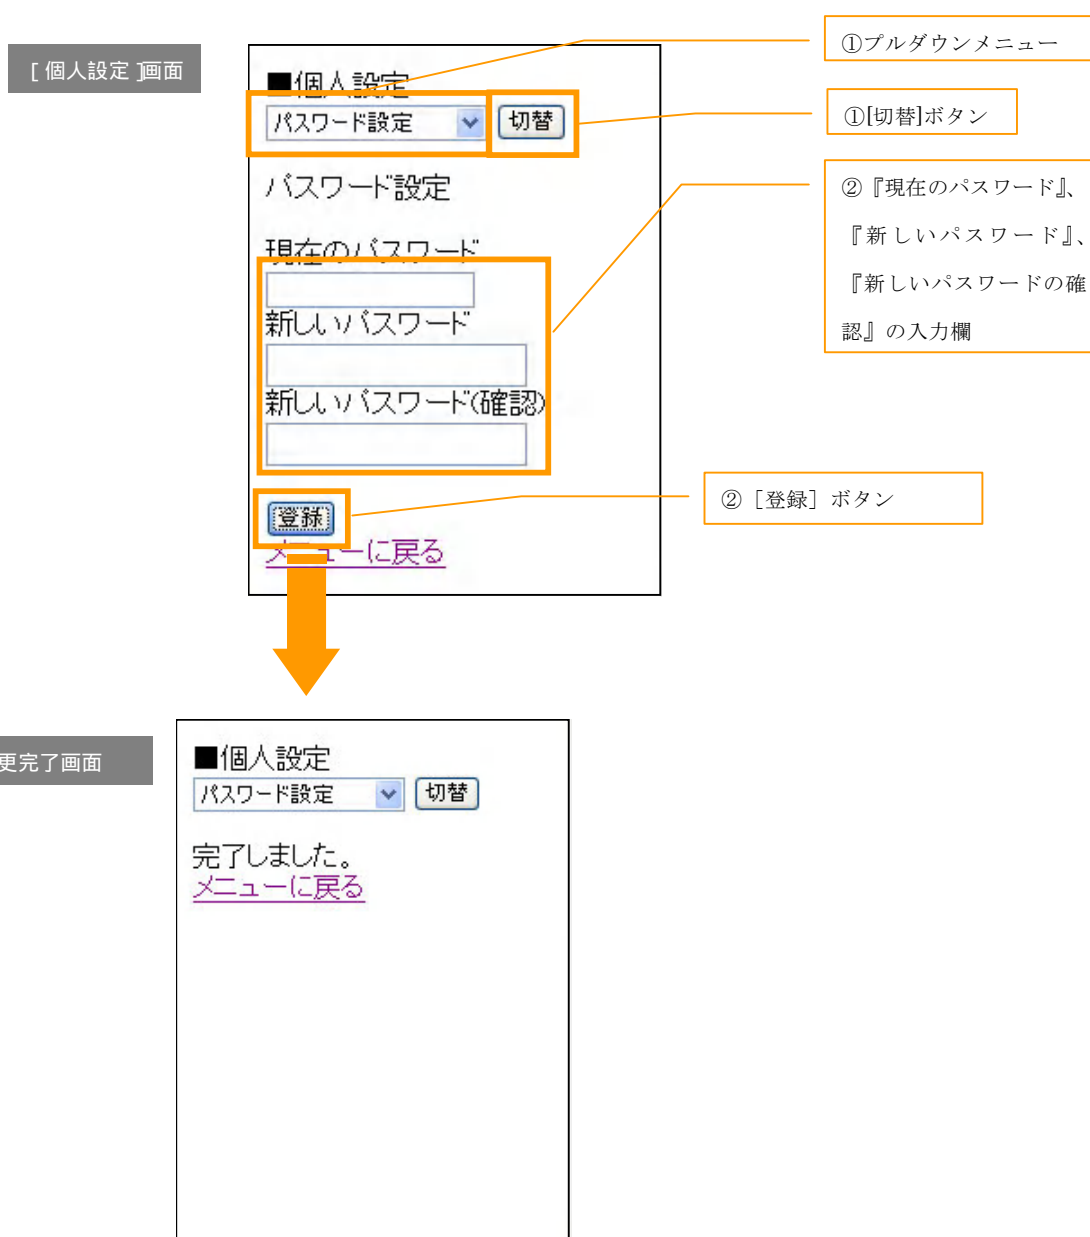 [ 個人設定 ]画面
■個人設定
パスワード設定
切替
パスワード設定
現在のパスワード
新しいパスワード
新しいパスワード(確認)
登録
メニューに戻る
①プルダウンメニュー
①[切替]ボタン
②『現在のパスワード』、
『新しいパスワード』、
『新しいパスワードの確
認』の入力欄
②［登録］ボタン
更完了画面
■個人設定
パスワード設定
切替
完了しました。
メニューに戻る